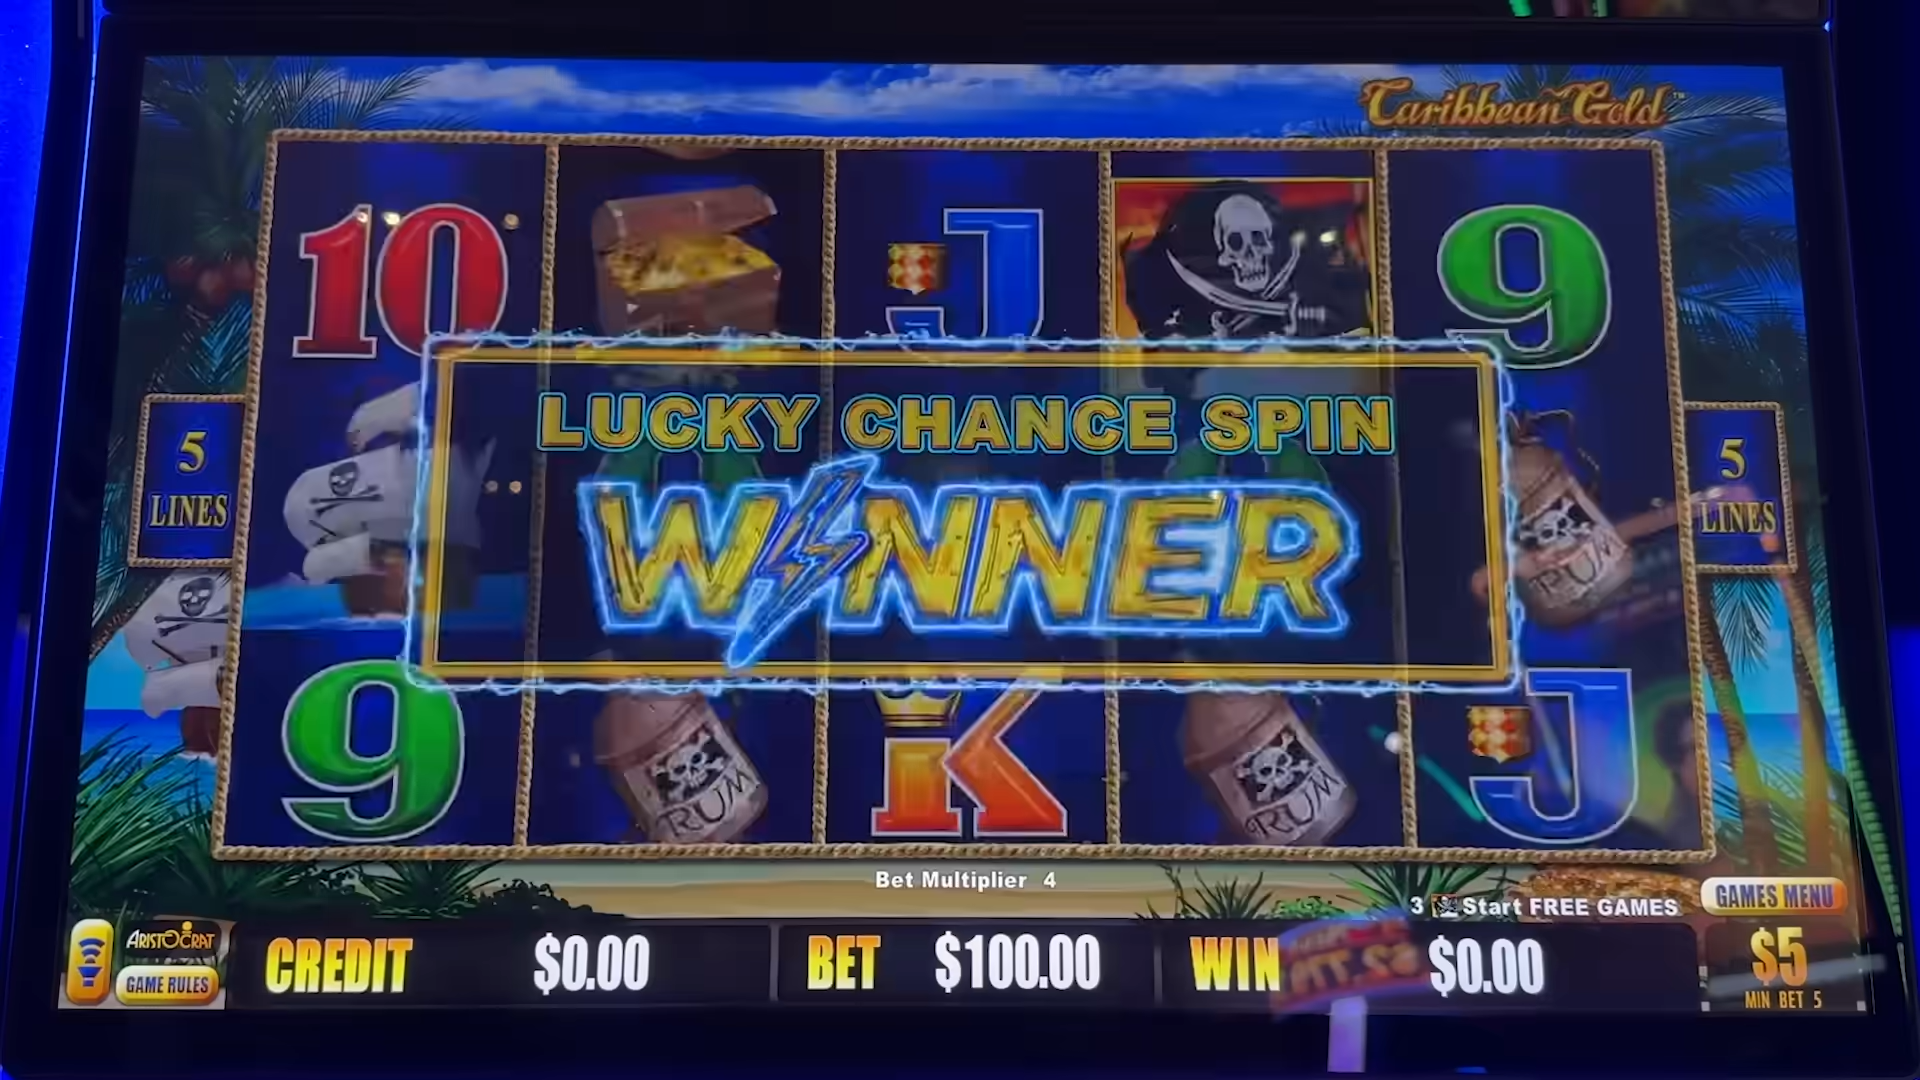 Caribbean Gold™
10
J
9
5
LINES
LUCKY CHANCE SPIN
WINNER
5
LINES
RUM
9
RUM
K
RUM
J
Bet Multiplier 4
3 Start FREE GAMES
GAMES MENU
ARISTOCRAT
GAME RULES
CREDIT $0.00
BET $100.00
WIN $0.00
$5
MIN BET 5